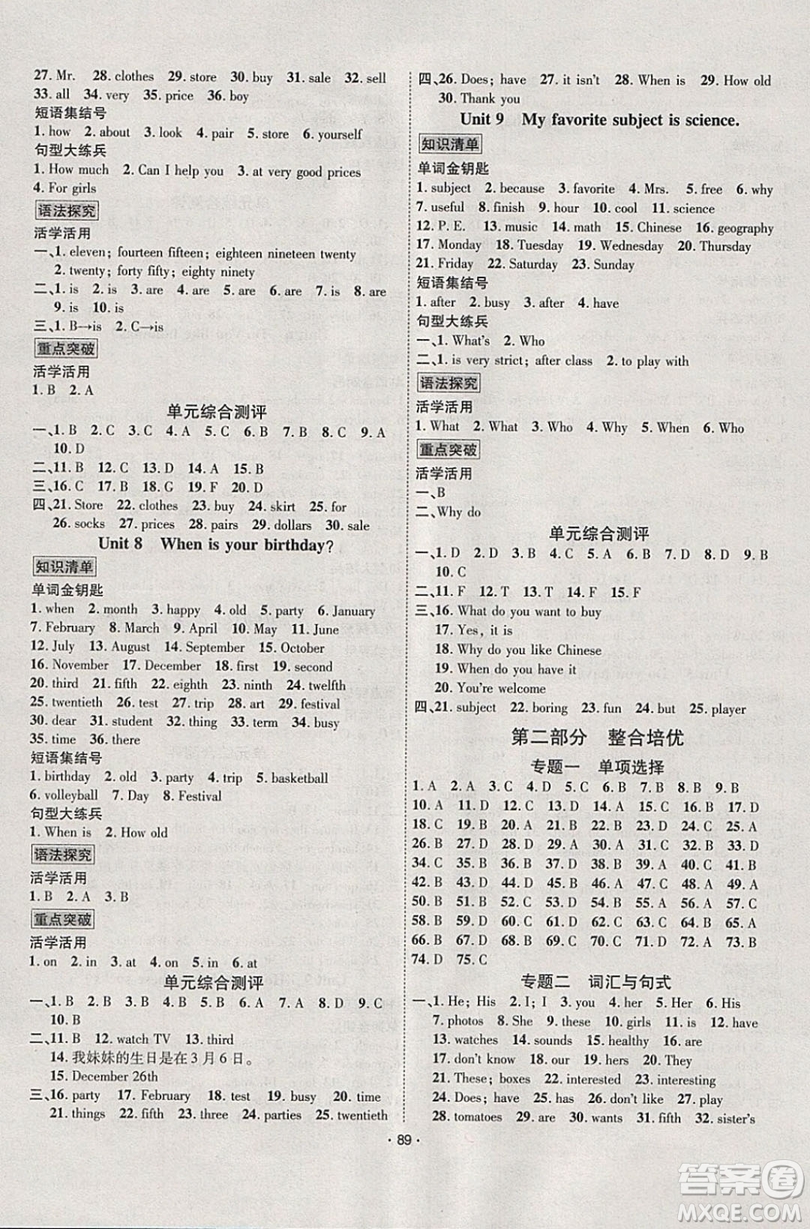 27. Mr. 28. clothes 29. store 30. buy 31. any 32. sell
33. all 34. very 35. price 36. boy
短语集结号
1. how 2. about 3. look 4. pair 5. store 6. yourself
句型大练兵
1. How much 2. Can I help you 3. at very good prices
4. For girls
语法探究
活学活用
一、1. eleven; fourteen fifteen; eighteen nineteen twenty
2. twenty; forty fifty; eighty ninety
二、1. is 2. is 3. is 4. are 5. are 6. is 7. is 8. is
9. is 10. is
三、1. B→is 2. C→is
重点突破
活学活用
1. B 2. A
单元综合测评
一、1. B 2. C 3. C 4. A 5. C 6. B 7. B 8. B 9. A
10. D
二、11. B 12. C 13. D 14. A 15. B
三、16. C 17. B 18. D 19. F 20. G
四、21. Store 22. clothes 23. buy 24. skirt 25. for
26. socks 27. prices 28. or 29. dollars 30. sale
Unit 8 When is your birthday?
知识清单
单词金钥匙
1. when 2. month 3. happy 4. old 5. party 6. January
7. February 8. March 9. April 10. May 11. June
12. July 13. August 14. September 15. October
16. November 17. December 18. first 19. second
20. third 21. fifth 22. eighth 23. ninth 24. twelfth
25. twentieth 26. test 27. trip 28. art 29. festival
30. dear 31. student 32. thing 33. term 34. busy
35. time 36. there
短语集结号
1. birthday 2. old 3. party 4. trip 5. basketball
6. volleyball 7. Day 8. Festival
句型大练兵
1. When is 2. How old
语法探究
活学活用
1. B 2. A 3. B
重点突破
活学活用
1. on 2. in 3. at 4. on 5. in 6. at
单元综合测评
一、1. B 2. A 3. D 4. D 5. C 6. B 7. D 8. A 9. C
10. B
二、11. B 12. watch TV 13. third
14. 我妹妹的生日是在3月6日。
15. December 26th
三、16. party 17. test 18. trip 19. busy 20. time
21. things 22. fifth 23. three 24. parties 25. twentieth
四、26. Does; have 27. it isn't 28. When is 29. How old
30. Thank you
Unit 9 My favorite subject is science.
知识清单
单词金钥匙
1. subject 2. because 3. favorite 4. Mrs. 5. free 6. why
7. useful 8. finish 9. hour 10. cool 11. science
12. P. E. 13. music 14. math 15. Chinese 16. geography
17. Monday 18. Tuesday 19. Wednesday 20. Thursday
21. Friday 22. Saturday 23. Sunday
短语集结号
1. after 2. busy 3. after 4. have
句型大练兵
一、1. What's 2. Who
二、1. is very strict; after class 2. to play with
语法探究
活学活用
1. What 2. What 3. Who 4. Why 5. When 6. Who
重点突破
活学活用
一、B
二、Why do
单元综合测评
一、1. D 2. D 3. C 4. A 5. C 6. B 7. D 8. C 9. D
10. C
二、11. F 12. B 13. A 14. C 15. D
三、16. What do you want to buy
17. Yes, it is
18. Why do you like Chinese
19. When do you have it
20. You're welcome
四、21. subject 22. boring 23. fun 24. but 25. player
第二部分 整合培优
专题一 单项选择
1. A 2. A 3. C 4. D 5. B 6. D 7. B 8. B 9. B
10. A 11. D 12. D 13. C 14. D 15. B 16. D 17. A
18. C 19. A 20. D 21. B 22. A 23. C 24. C 25. A
26. B 27. B 28. A 29. D 30. B 31. C 32. D 33. B
34. C 35. A 36. D 37. D 38. D 39. B 40. C 41. C
42. B 43. D 44. D 45. B 46. B 47. D 48. B 49. A
50. D 51. A 52. A 53. B 54. B 55. A 56. C 57. B
58. B 59. A 60. D 61. A 62. C 63. C 64. C 65. C
66. B 67. D 68. D 69. D 70. A 71. B 72. C 73. C
74. D 75. B
专题二 词汇与句式
一、1. He; His 2. I; I 3. you 4. her 5. Her 6. His
7. photos 8. She 9. is 10. second 11. us 12. friends
13. watches 14. sounds 15. healthy 16. needs
17. don't know 18. looking 19. They
20. These; boxes 21. interested 22. interesting
23. wants 24. have 25. having 26. Let's 27. play
28. tomatoes 29. buy 30. three 31. fifth 32. sister's
· 89 ·
答案圈
MXQE.COM